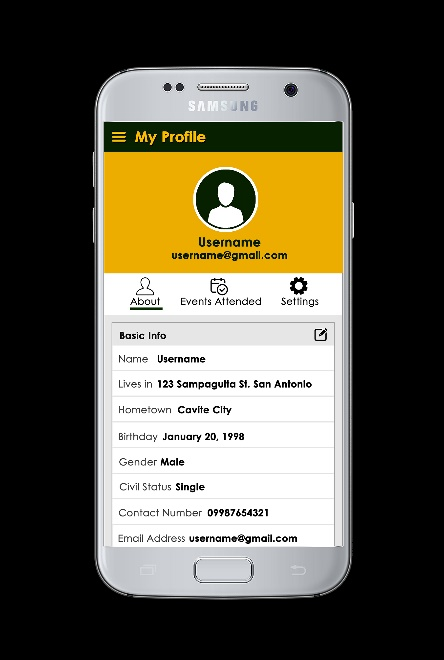 SAMSUNG
My Profile
Username
username@gmail.com
About Events Attended Settings
Basic Info
Name Username
Lives in 123 Sampaguita St. San Antonio
Hometown Cavite City
Birthday January 20, 1998
Gender Male
Civil Status Single
Contact Number 09987654321
Email Address username@gmail.com